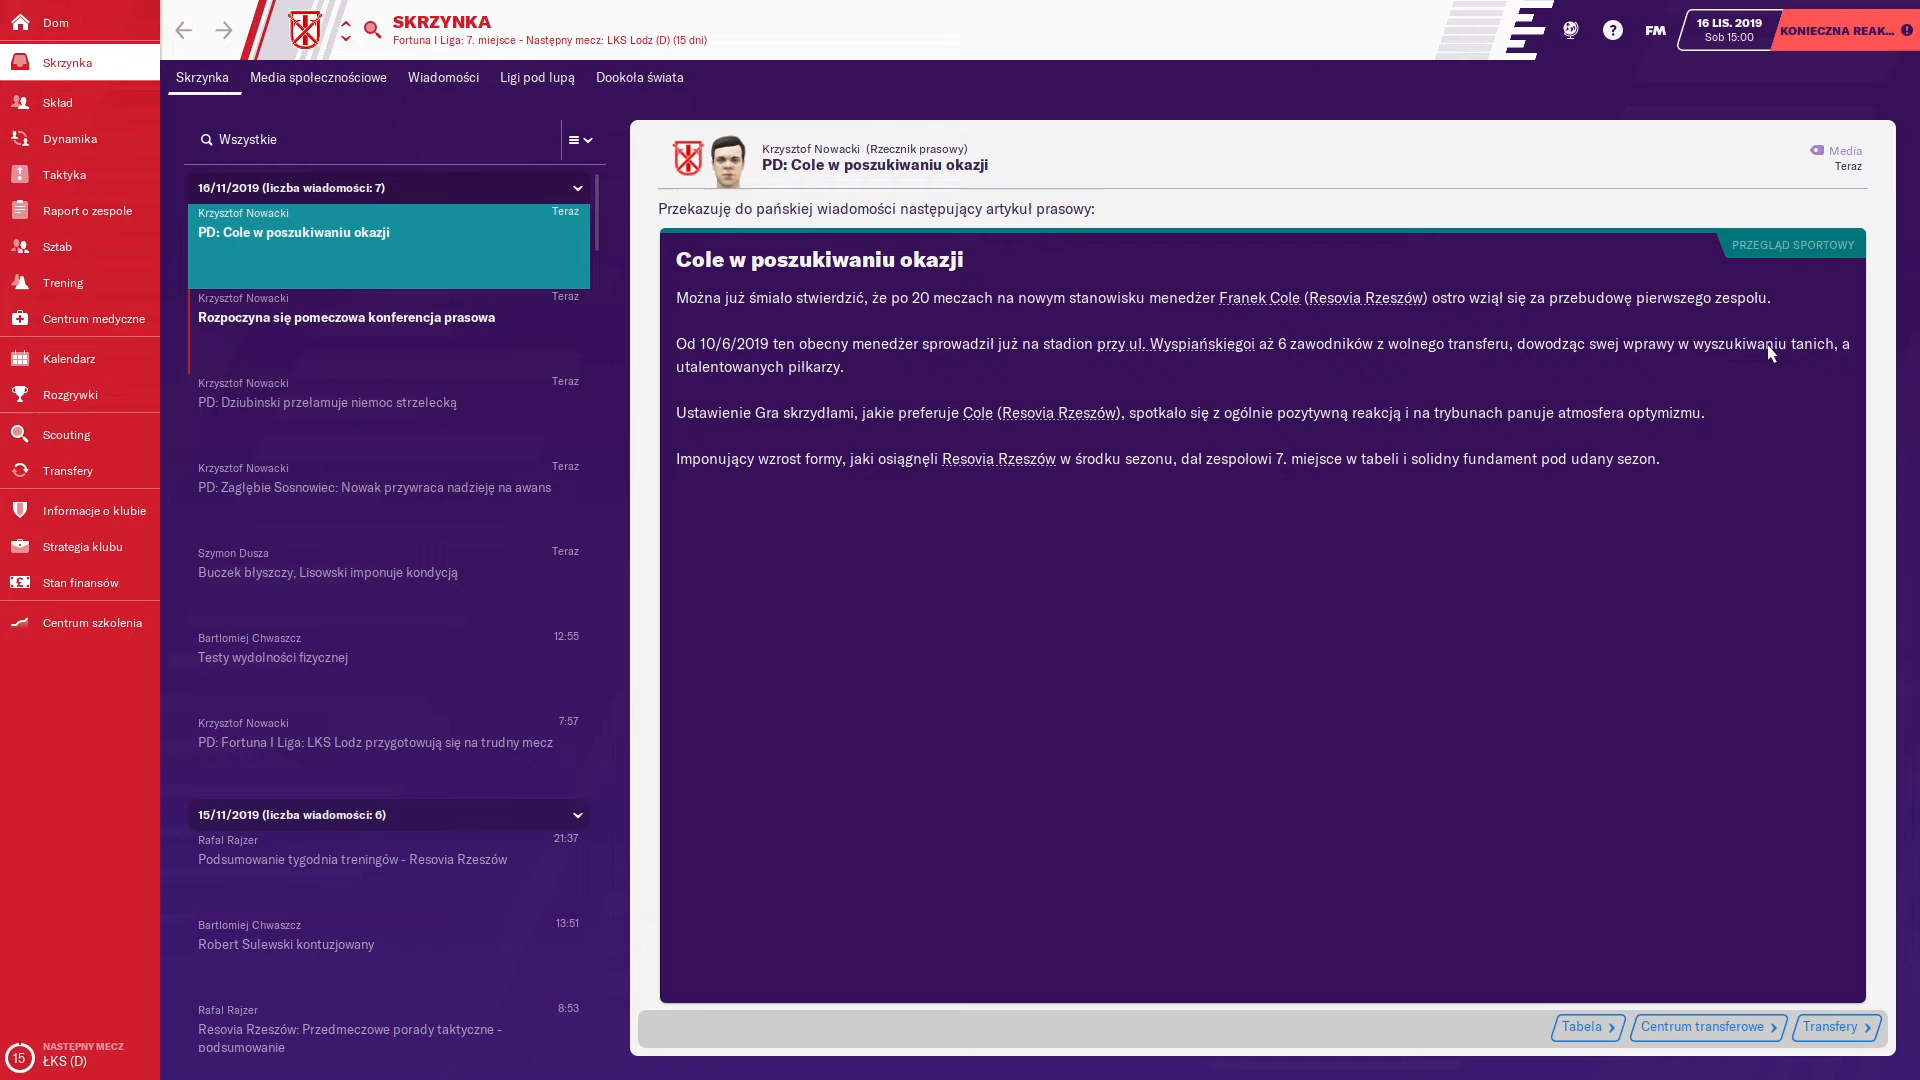 Dom
Skrzynka
Skład
Dynamika
Taktyka
Raport o zespole
Sztab
Trening
Centrum medyczne
Kalendarz
Rozgrywki
Scouting
Transfery
Informacje o klubie
Strategia klubu
Stan finansów
Centrum szkolenia
15
NASTĘPNY MECZ
ŁKS (D)
SKRZYNKA
Fortuna I Liga: 7. miejsce - Następny mecz: LKS Lodz (D) (15 dni)
?
FM
16 LIS. 2019
Sob 15:00
KONIECZNA REAK...
Skrzynka Media społecznościowe Wiadomości Ligi pod lupą Dookoła świata
Wszystkie
16/11/2019 (liczba wiadomości: 7)
Krzysztof Nowacki Teraz
PD: Cole w poszukiwaniu okazji
Krzysztof Nowacki Teraz
Rozpoczyna się pomeczowa konferencja prasowa
Krzysztof Nowacki Teraz
PD: Dziubinski przełamuje niemoc strzelecką
Krzysztof Nowacki Teraz
PD: Zagłębie Sosnowiec: Nowak przywraca nadzieję na awans
Szymon Dusza Teraz
Buczek błyszczy, Lisowski imponuje kondycją
Bartlomiej Chwaszcz 12:55
Testy wydolności fizycznej
Krzysztof Nowacki 7:57
PD: Fortuna I Liga: LKS Lodz przygotowują się na trudny mecz
15/11/2019 (liczba wiadomości: 6)
Rafal Rajzer 21:37
Podsumowanie tygodnia treningów - Resovia Rzeszów
Bartlomiej Chwaszcz 13:51
Robert Sulewski kontuzjowany
Rafal Rajzer 8:53
Resovia Rzeszów: Przedmeczowe porady taktyczne -
podsumowanie
Krzysztof Nowacki (Rzecznik prasowy)
PD: Cole w poszukiwaniu okazji
Media
Teraz
Przekazuję do pańskiej wiadomości następujący artykuł prasowy:
PRZEGLĄD SPORTOWY
Cole w poszukiwaniu okazji
Można już śmiało stwierdzić, że po 20 meczach na nowym stanowisku menedżer Franek Cole (Resovia Rzeszów) ostro wziął się za przebudowę pierwszego zespołu.
Od 10/6/2019 ten obecny menedżer sprowadził już na stadion przy ul. Wyspiańskiegoi aż 6 zawodników z wolnego transferu, dowodząc swej wprawy w wyszukiwaniu tanich, a
utalentowanych piłkarzy.
Ustawienie Gra skrzydłami, jakie preferuje Cole (Resovia Rzeszów), spotkało się z ogólnie pozytywną reakcją i na trybunach panuje atmosfera optymizmu.
Imponujący wzrost formy, jaki osiągnęli Resovia Rzeszów w środku sezonu, dał zespołowi 7. miejsce w tabeli i solidny fundament pod udany sezon.
Tabela Centrum transferowe Transfery